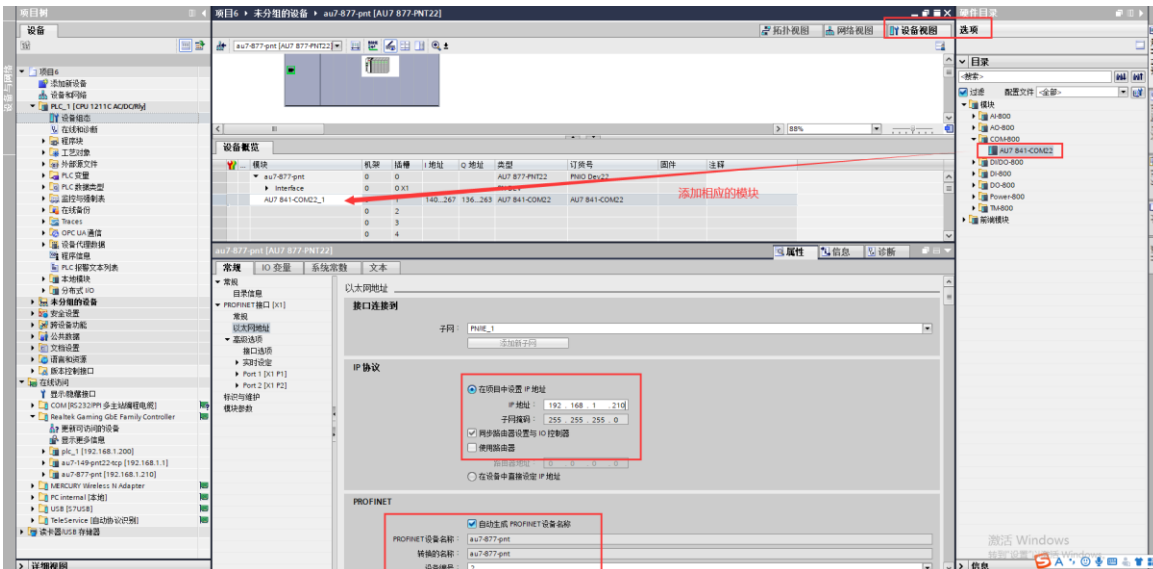 项目树
设备
项目6
添加新设备
设备和网络
PLC_1 [CPU 1211C AC/DC/Rly]
设备组态
在线和诊断
程序块
工艺对象
外部源文件
PLC 变量
PLC 数据类型
监控与强制表
在线备份
Traces
OPC UA 通信
设备代理数据
程序信息
PLC 报警文本列表
本地模块
分布式 I/O
未分组的设备
安全设置
跨设备功能
公共数据
文档设置
语言和资源
版本控制接口
在线访问
显示/隐藏接口
COM [RS232/PPI 多主站编程电缆]
Realtek Gaming GbE Family Controller
更新可访问的设备
显示更多信息
plc_1 [192.168.1.200]
au7-149-pnt22-tcp [192.168.1.1]
au7-877-pnt [192.168.1.210]
MERCURY Wireless N Adapter
PC internal [本地]
USB [S7USB]
TeleService [自动协议识别]
读卡器/USB 存储器
详细视图
设备与网络
项目6 ▸ 未分组的设备 ▸ au7-877-pnt [AU7 877-PNT22]
拓扑视图 网络视图 设备视图
au7-877-pnt [AU7 877-PNT22]
88%
设备概览
模块 机架 插槽 I 地址 Q 地址 类型 订货号 固件 注释
au7-877-pnt 0 0 AU7 877-PNT22 PNIO Dev22
Interface 0 0 X1
AU7 841-COM22_1 1 140...267 136...263 AU7 841-COM22 AU7 841-COM22
0 2
0 3
0 4
添加相应的模块
au7-877-pnt [AU7 877-PNT22]
属性 信息 诊断
常规 IO 变量 系统常数 文本
常规
目录信息
PROFINET 接口 [X1]
常规
以太网地址
高级选项
接口选项
实时设定
Port 1 [X1 P1]
Port 2 [X1 P2]
标识与维护
模块参数
以太网地址
接口连接到
子网： PN/IE_1
添加新子网
IP 协议
在项目中设置 IP 地址
IP 地址： 192 . 168 . 1 . 210
子网掩码： 255 . 255 . 255 . 0
同步路由器设置与 IO 控制器
使用路由器
路由器地址： 0 . 0 . 0 . 0
在设备中直接设定 IP 地址
PROFINET
自动生成 PROFINET 设备名称
PROFINET 设备名称： au7-877-pnt
转换的名称： au7-877-pnt
设备编号： 2
硬件目录
选项
目录
<搜索>
过滤 配置文件 <全部>
模块
AI-800
AO-800
COM-800
AU7 841-COM22
DI/DO-800
DI-800
DO-800
Power-800
TM-800
前端模块
激活 Windows
信息